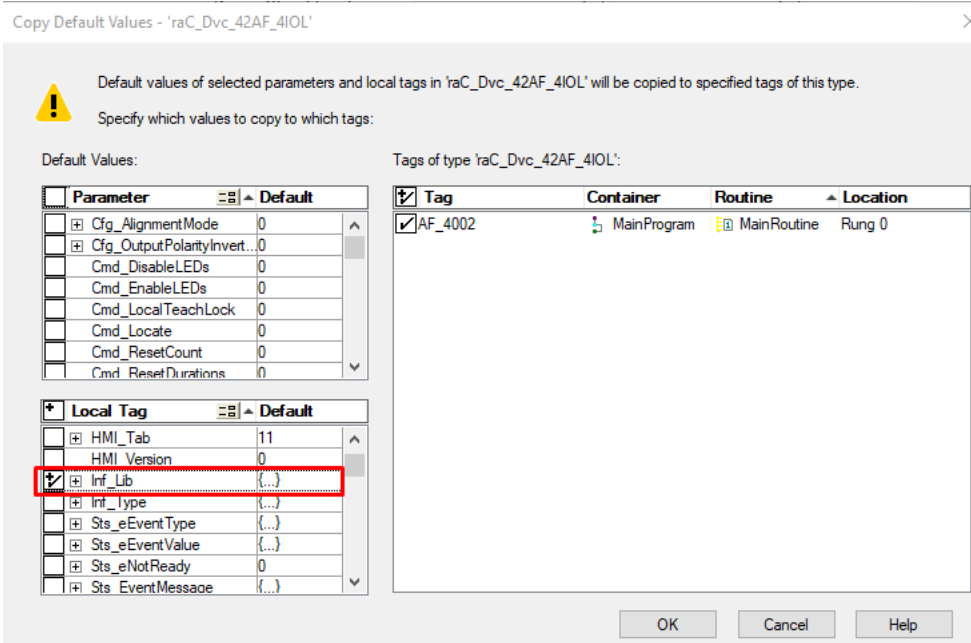 Copy Default Values - 'raC_Dvc_42AF_4IOL'
Default values of selected parameters and local tags in 'raC_Dvc_42AF_4IOL' will be copied to specified tags of this type.
Specify which values to copy to which tags:
Default Values:
Parameter Default
Cfg_AlignmentMode 0
Cfg_OutputPolarityInvert...0
Cmd_DisableLEDs 0
Cmd_EnableLEDs 0
Cmd_LocalTeachLock 0
Cmd_Locate 0
Cmd_ResetCount 0
Cmd_ResetDurations 0
Local Tag Default
HMI_Tab 11
HMI_Version 0
Inf_Lib {...}
Inf_Type {...}
Sts_eEventType {...}
Sts_eEventValue {...}
Sts_eNotReady 0
Sts_EventMessage {...}
Tags of type 'raC_Dvc_42AF_4IOL':
Tag Container Routine Location
AF_4002 MainProgram MainRoutine Rung 0
OK Cancel Help